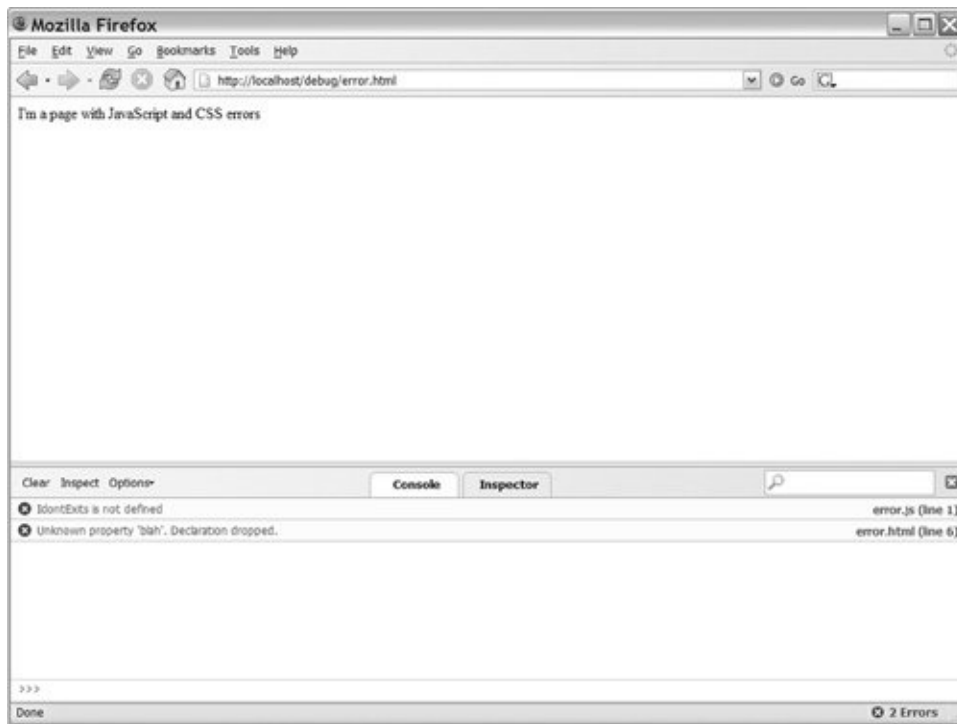 Mozilla Firefox
File Edit View Go Bookmarks Tools Help
http://localhost/debug/error.html Go
I'm a page with JavaScript and CSS errors
Clear Inspect Options Console Inspector
IdontExits is not defined error.js (line 1)
Unknown property 'blah'. Declaration dropped. error.html (line 6)
>>>
Done 2 Errors